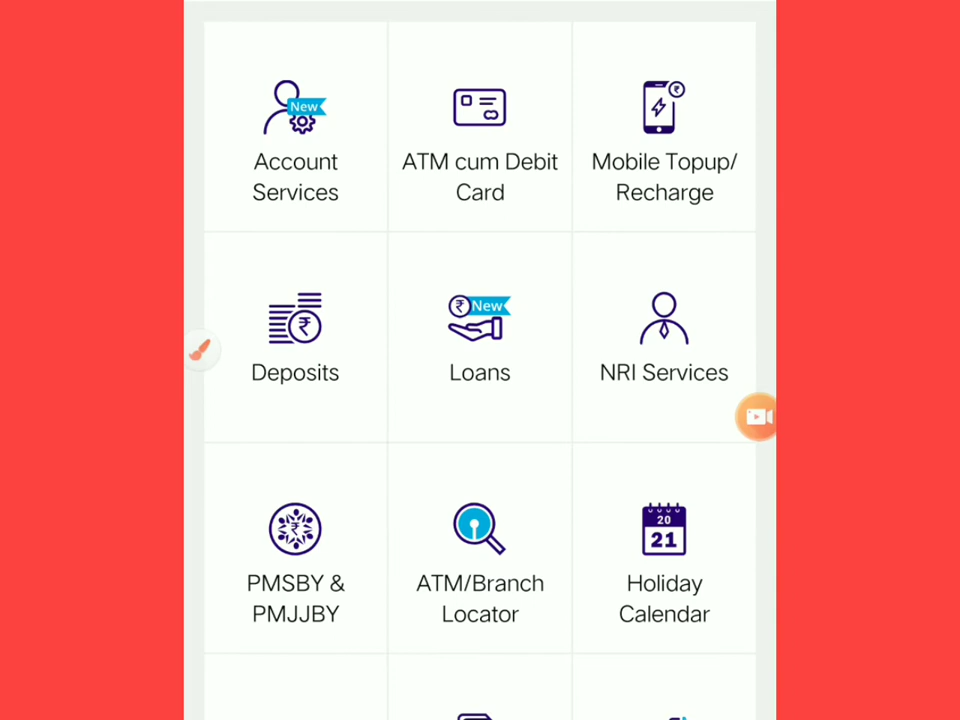 New
Account
Services
ATM cum Debit
Card
₹
Mobile Topup/
Recharge
₹
Deposits
₹ New
Loans
NRI Services
₹
PMSBY &
PMJJBY
ATM/Branch
Locator
20
21
Holiday
Calendar